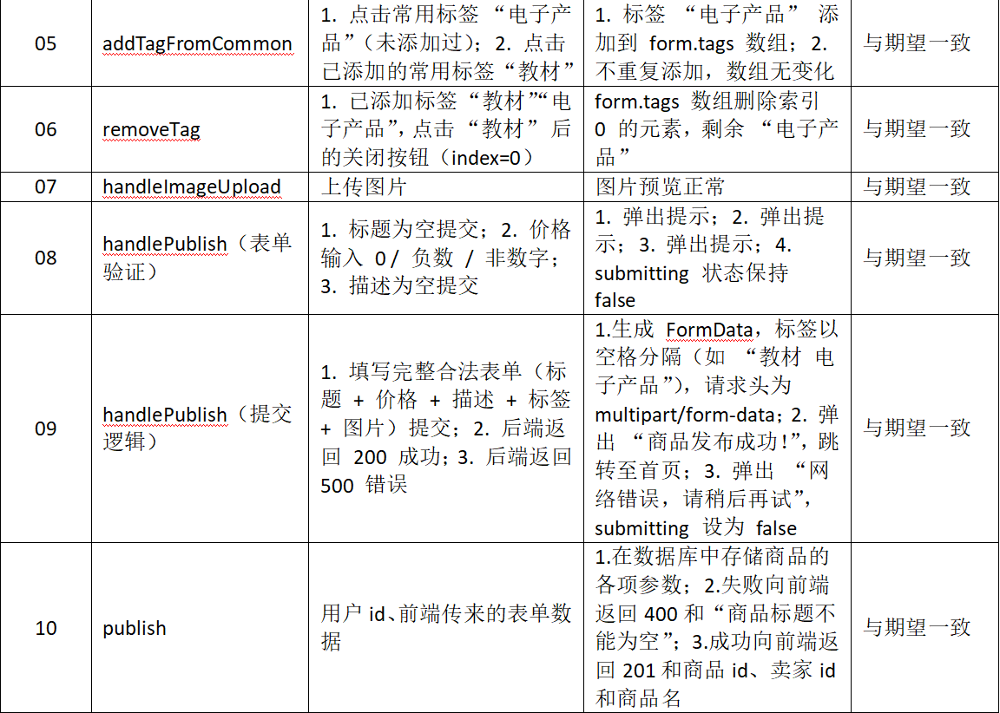 05
addTagFromCommon
1. 点击常用标签 “电子产
品”（未添加过）；2. 点击
已添加的常用标签“教材”
1. 标签 “电子产品” 添
加到 form.tags 数组；2.
不重复添加，数组无变化
与期望一致
06
removeTag
1. 已添加标签 “教材”“电
子产品”，点击 “教材” 后
的关闭按钮（index=0）
form.tags 数组删除索引
0 的元素，剩余 “电子产
品”
与期望一致
07
handleImageUpload
上传图片
图片预览正常
与期望一致
08
handlePublish（表单
验证）
1. 标题为空提交；2. 价格
输入 0 / 负数 / 非数字；
3. 描述为空提交
1. 弹出提示；2. 弹出提
示；3. 弹出提示；4.
submitting 状态保持
false
与期望一致
09
handlePublish（提交
逻辑）
1. 填写完整合法表单（标
题 + 价格 + 描述 + 标签
+ 图片）提交；2. 后端返
回 200 成功；3. 后端返回
500 错误
1.生成 FormData，标签以
空格分隔（如 “教材 电
子产品”），请求头为
multipart/form-data；2. 弹
出 “商品发布成功！”，跳
转至首页；3. 弹出 “网
络错误，请稍后再试”，
submitting 设为 false
与期望一致
10
publish
用户 id、前端传来的表单数
据
1.在数据库中存储商品的
各项参数；2.失败向前端
返回 400 和“商品标题不
能为空”；3.成功向前端返
回 201 和商品 id、卖家 id
和商品名
与期望一致